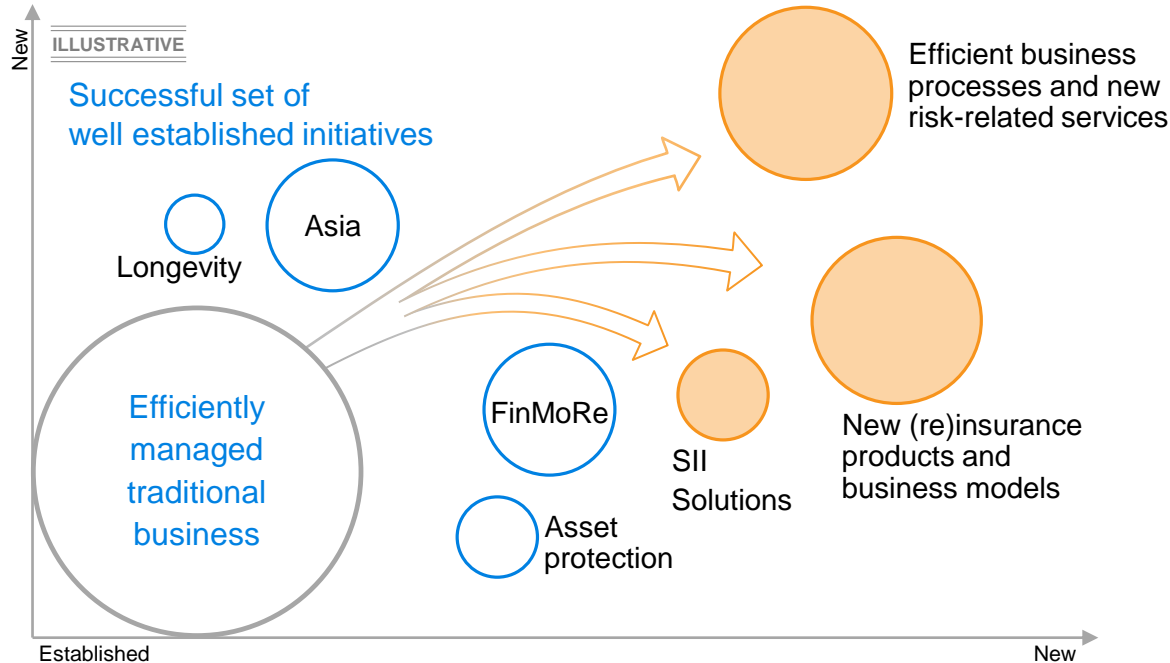 New
ILLUSTRATIVE
Successful set of
well established initiatives
Efficient business
processes and new
risk-related services
Asia
Longevity
Efficiently
managed
traditional
business
FinMoRe
SII
Solutions
New (re)insurance
products and
business models
Asset
protection
Established
New